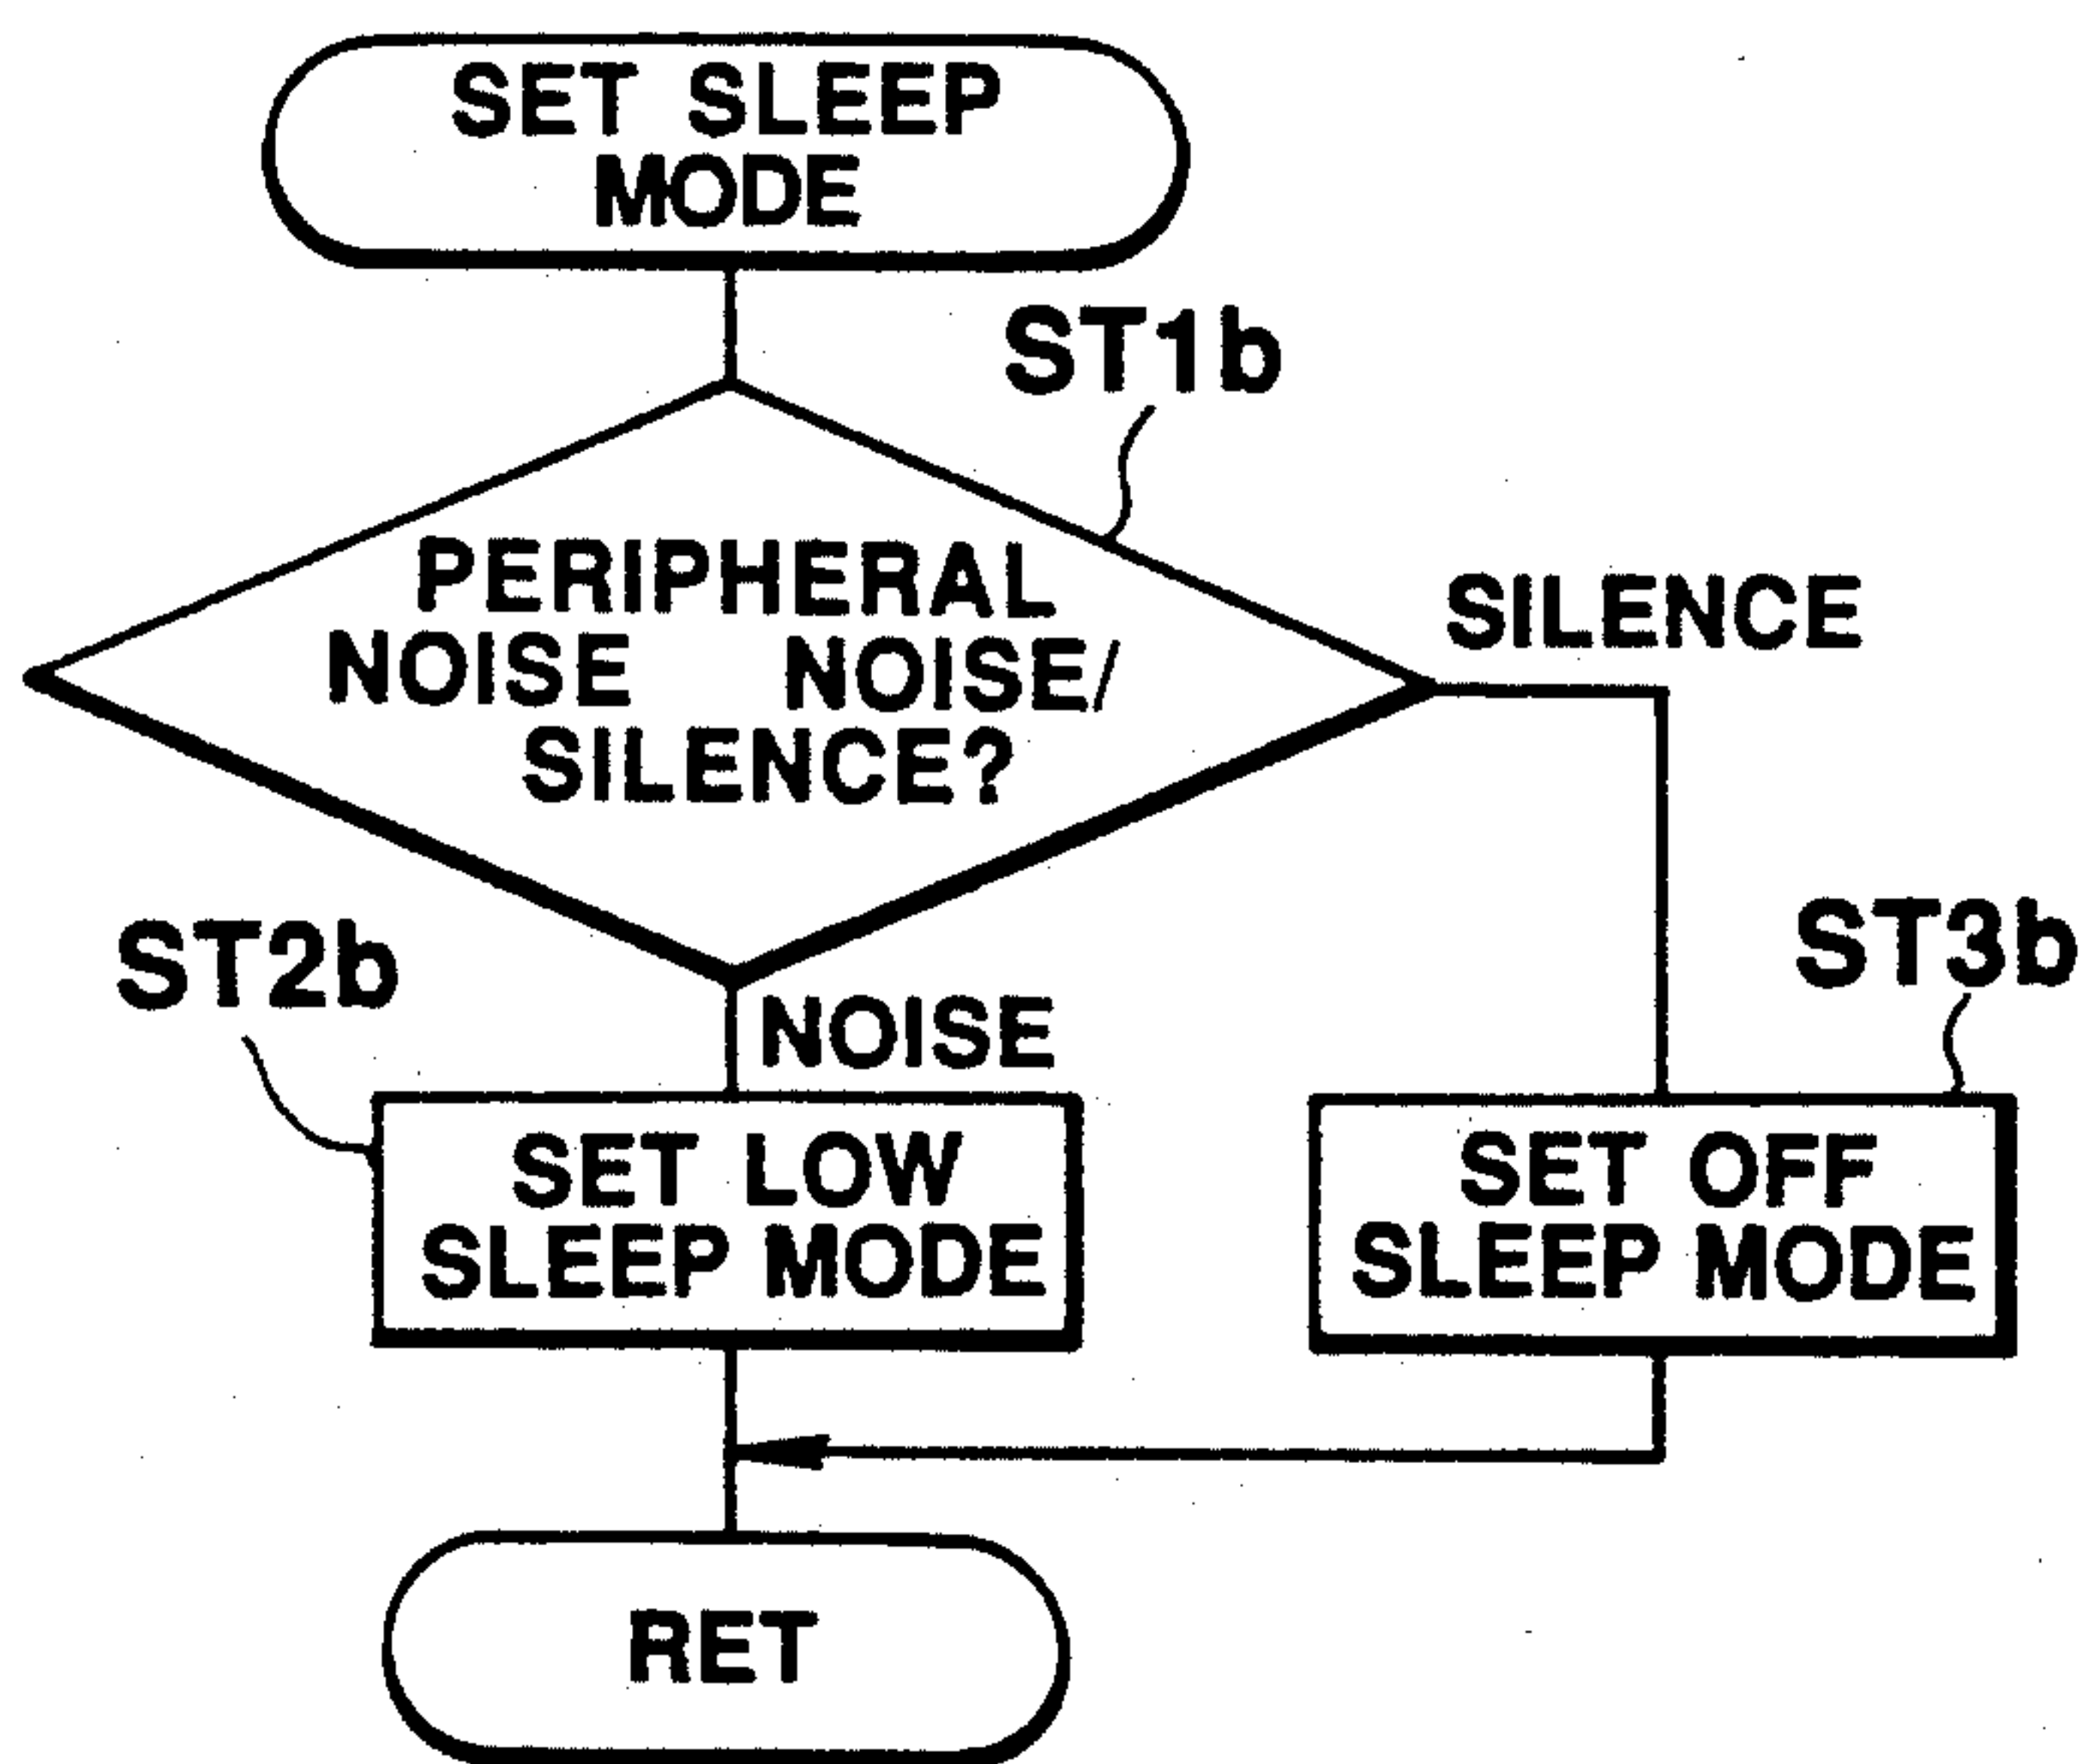 SET SLEEP
MODE
ST1b
PERIPHERAL
NOISE NOISE/
SILENCE?
SILENCE
ST2b
NOISE
ST3b
SET LOW
SLEEP MODE
SET OFF
SLEEP MODE
RET